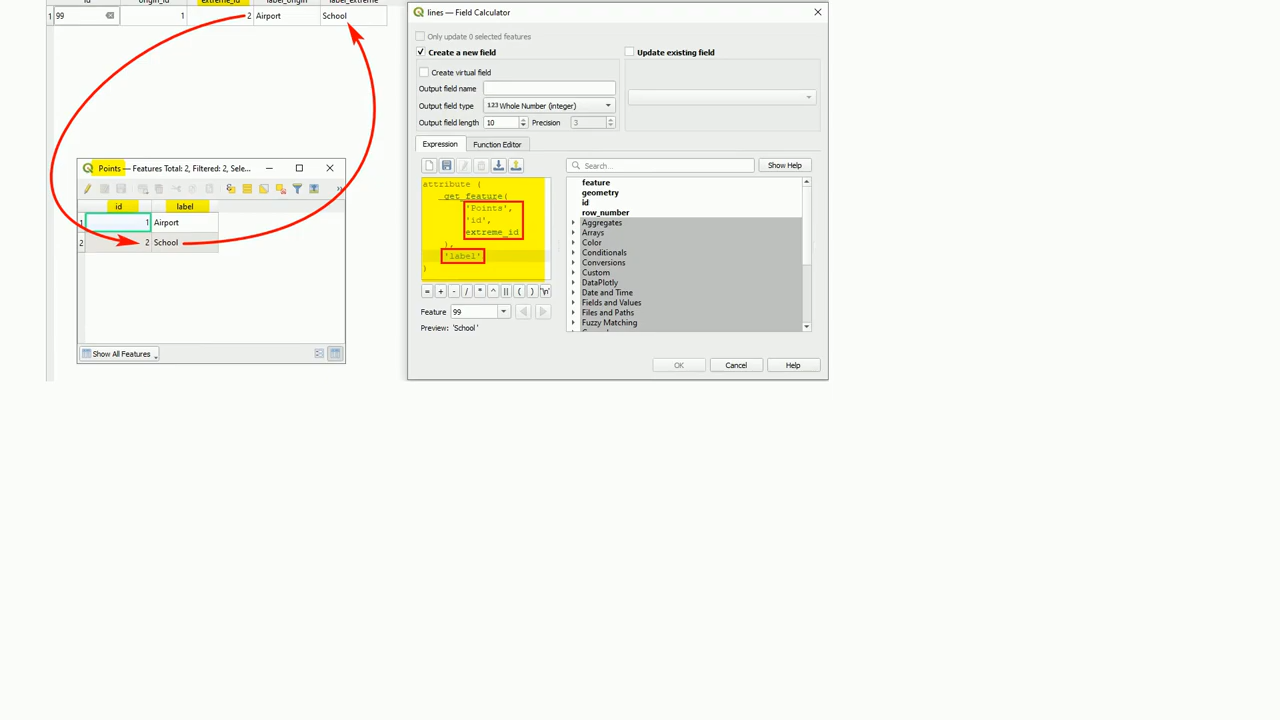 id origin_id extreme_id label_origin label_extreme
1 99 1 2 Airport School
Points — Features Total: 2, Filtered: 2, Sele...
id label
1 1 Airport
2 2 School
Show All Features
lines — Field Calculator
Only update 0 selected features
Create a new field
Update existing field
Create virtual field
Output field name
Output field type 123 Whole Number (integer)
Output field length 10 Precision 3
Expression Function Editor
Search... Show Help
attribute (
get_feature(
'Points',
'id',
extreme_id
),
'label'
)
= + - / * ^ || ( ) '\n'
Feature 99
Preview: 'School '
feature
geometry
id
row_number
Aggregates
Arrays
Color
Conditionals
Conversions
Custom
DataPlotly
Date and Time
Fields and Values
Files and Paths
Fuzzy Matching
OK Cancel Help